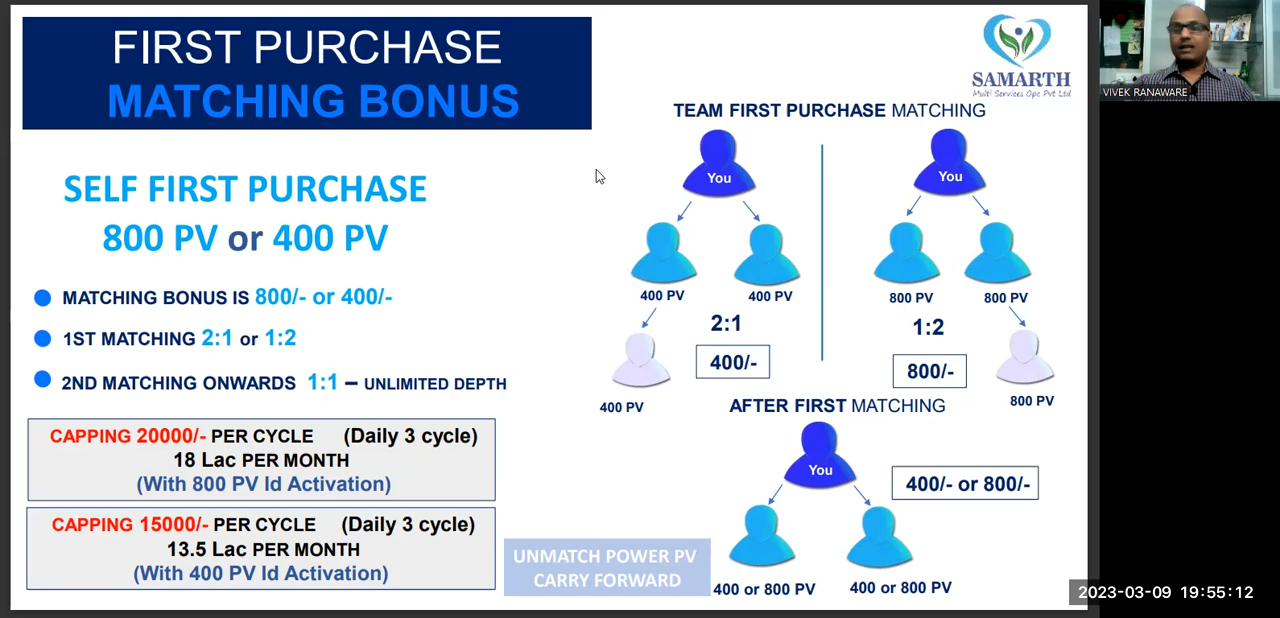 FIRST PURCHASE
MATCHING BONUS
SELF FIRST PURCHASE
800 PV or 400 PV
MATCHING BONUS IS 800/- or 400/-
1ST MATCHING 2:1 or 1:2
2ND MATCHING ONWARDS 1:1 – UNLIMITED DEPTH
CAPPING 20000/- PER CYCLE (Daily 3 cycle)
18 Lac PER MONTH
(With 800 PV Id Activation)
CAPPING 15000/- PER CYCLE (Daily 3 cycle)
13.5 Lac PER MONTH
(With 400 PV Id Activation)
UNMATCH POWER PV
CARRY FORWARD
SAMARTH
Multi Services Opc Pvt Ltd
TEAM FIRST PURCHASE MATCHING
You
400 PV 400 PV
2:1
400/-
400 PV
You
800 PV 800 PV
1:2
800/-
800 PV
AFTER FIRST MATCHING
You
400/- or 800/-
400 or 800 PV 400 or 800 PV
VIVEK RANAWARE
2023-03-09 19:55:12